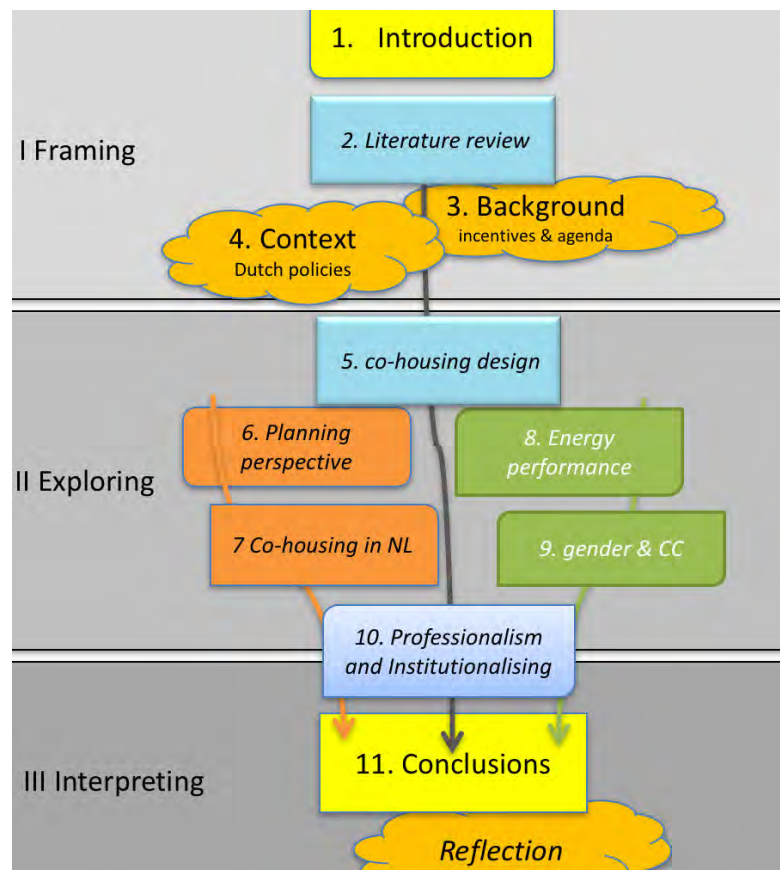 1. Introduction
I Framing
2. Literature review
3. Background
incentives & agenda
4. Context
Dutch policies
5. co-housing design
6. Planning
perspective
8. Energy
performance
II Exploring
7 Co-housing in NL
9. gender & CC
10. Professionalism
and Institutionalising
11. Conclusions
III Interpreting
Reflection